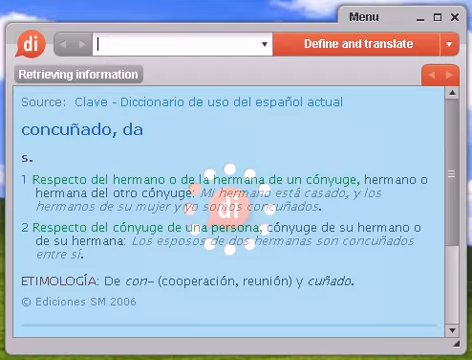 Menu
di
Define and translate
Retrieving information
Source: Clave - Diccionario de uso del español actual
concuñado, da
s.
1 Respecto del hermano o de la hermana de un cónyuge, hermano o
hermana del otro cónyuge: Mi hermano está casado, y los
hermanos de su mujer y yo somos concuñados.
di
2 Respecto del cónyuge de una persona, cónyuge de su hermano o
de su hermana: Los esposos de dos hermanas son concuñados
entre sí.
ETIMOLOGÍA: De con– (cooperación, reunión) y cuñado.
© Ediciones SM 2006